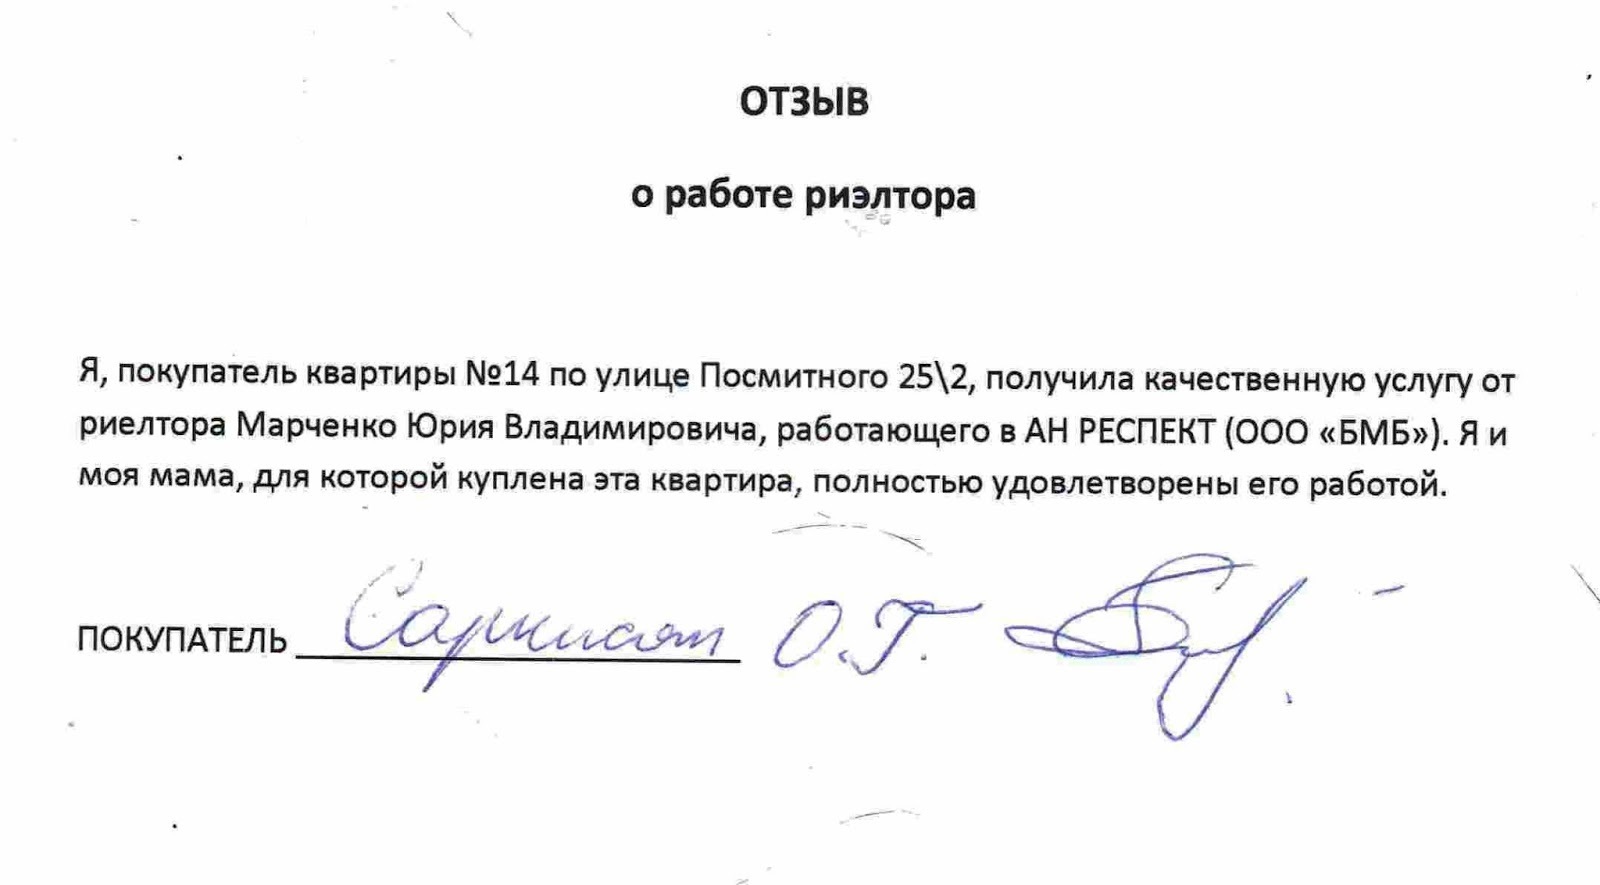 ОТЗЫВ
о работе риэлтора
Я, покупатель квартиры №14 по улице Посмитного 25\2, получила качественную услугу от
риелтора Марченко Юрия Владимировича, работающего в АН РЕСПЕКТ (ООО «БМБ»). Я и
моя мама, для которой куплена эта квартира, полностью удовлетворены его работой.
ПОКУПАТЕЛЬ Саркисян О.Г.